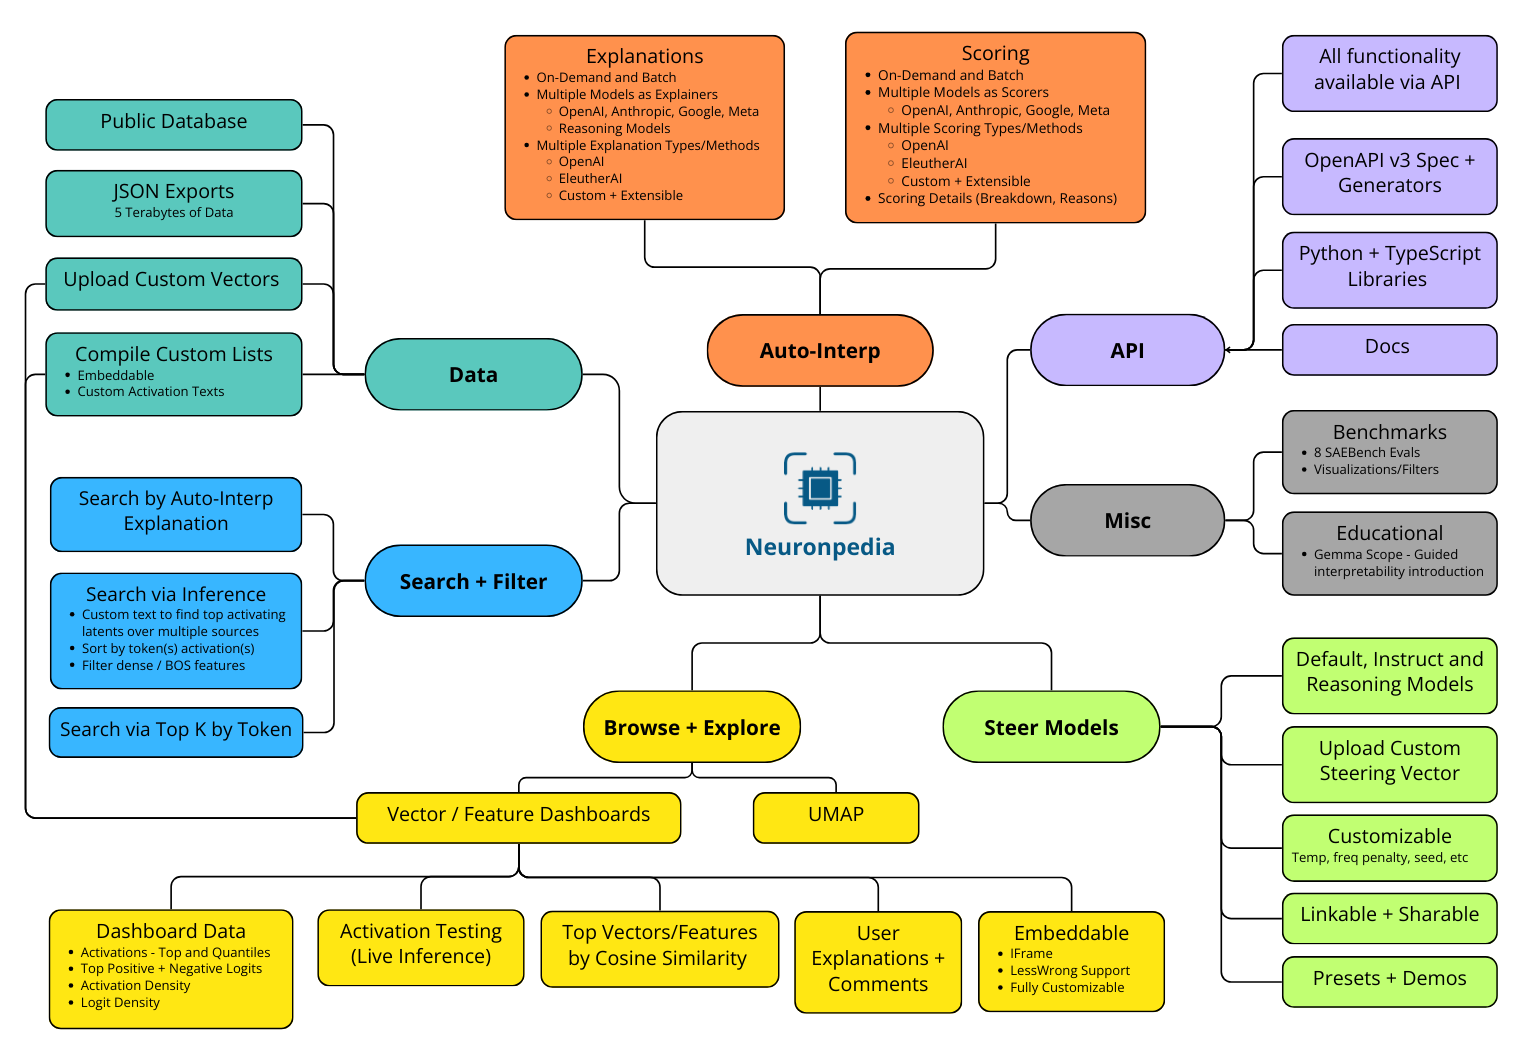 Explanations
• On-Demand and Batch
• Multiple Models as Explainers
○ OpenAI, Anthropic, Google, Meta
○ Reasoning Models
• Multiple Explanation Types/Methods
○ OpenAI
○ EleutherAI
○ Custom + Extensible
Scoring
• On-Demand and Batch
• Multiple Models as Scorers
○ OpenAI, Anthropic, Google, Meta
• Multiple Scoring Types/Methods
○ OpenAI
○ EleutherAI
○ Custom + Extensible
• Scoring Details (Breakdown, Reasons)
All functionality
available via API
OpenAPI v3 Spec +
Generators
Python + TypeScript
Libraries
Docs
Public Database
JSON Exports
5 Terabytes of Data
Upload Custom Vectors
Compile Custom Lists
• Embeddable
• Custom Activation Texts
Data
Auto-Interp
API
Neuronpedia
Misc
Benchmarks
• 8 SAEBench Evals
• Visualizations/Filters
Educational
• Gemma Scope - Guided
interpretability introduction
Search by Auto-Interp
Explanation
Search via Inference
• Custom text to find top activating
latents over multiple sources
• Sort by token(s) activation(s)
• Filter dense / BOS features
Search via Top K by Token
Search + Filter
Browse + Explore
Steer Models
Default, Instruct and
Reasoning Models
Upload Custom
Steering Vector
Customizable
Temp, freq penalty, seed, etc
Linkable + Sharable
Presets + Demos
Vector / Feature Dashboards
UMAP
Dashboard Data
• Activations - Top and Quantiles
• Top Positive + Negative Logits
• Activation Density
• Logit Density
Activation Testing
(Live Inference)
Top Vectors/Features
by Cosine Similarity
User
Explanations +
Comments
Embeddable
• IFrame
• LessWrong Support
• Fully Customizable